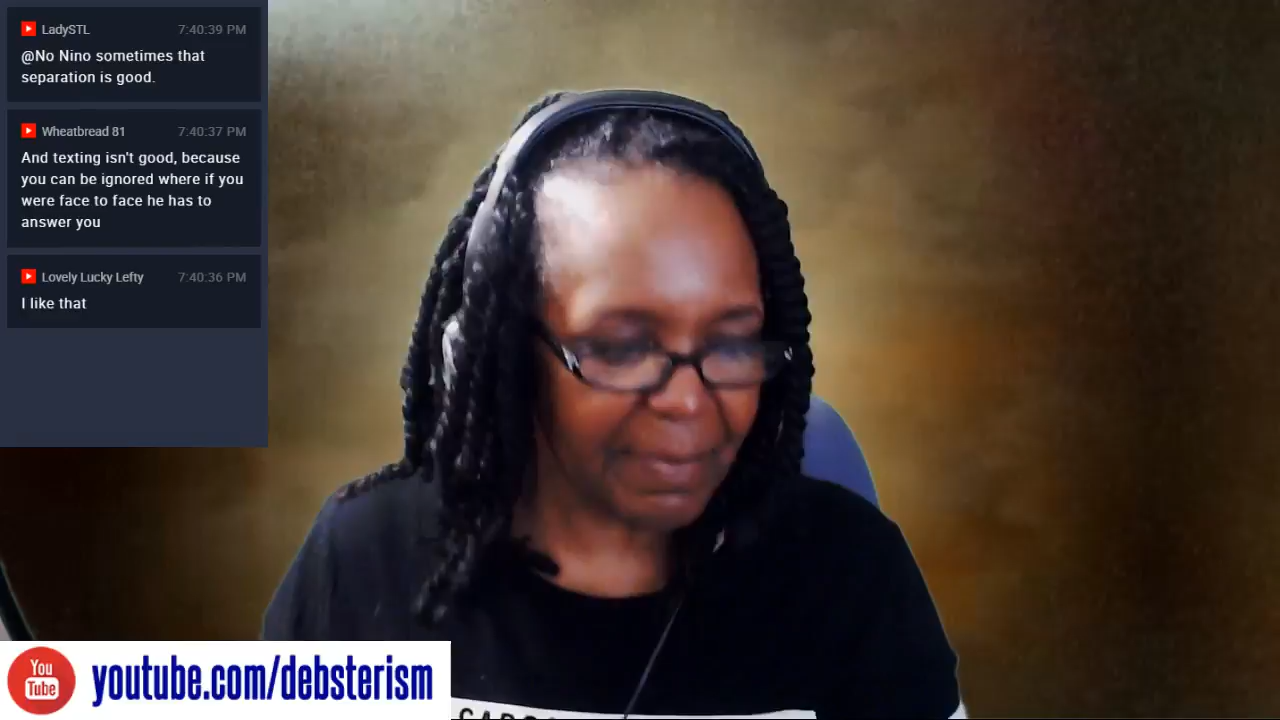 LadySTL 7:40:39 PM
@No Nino sometimes that
separation is good.
Wheatbread 81 7:40:37 PM
And texting isn't good, because
you can be ignored where if you
were face to face he has to
answer you
Lovely Lucky Lefty 7:40:36 PM
I like that
You
Tube
youtube.com/debsterism